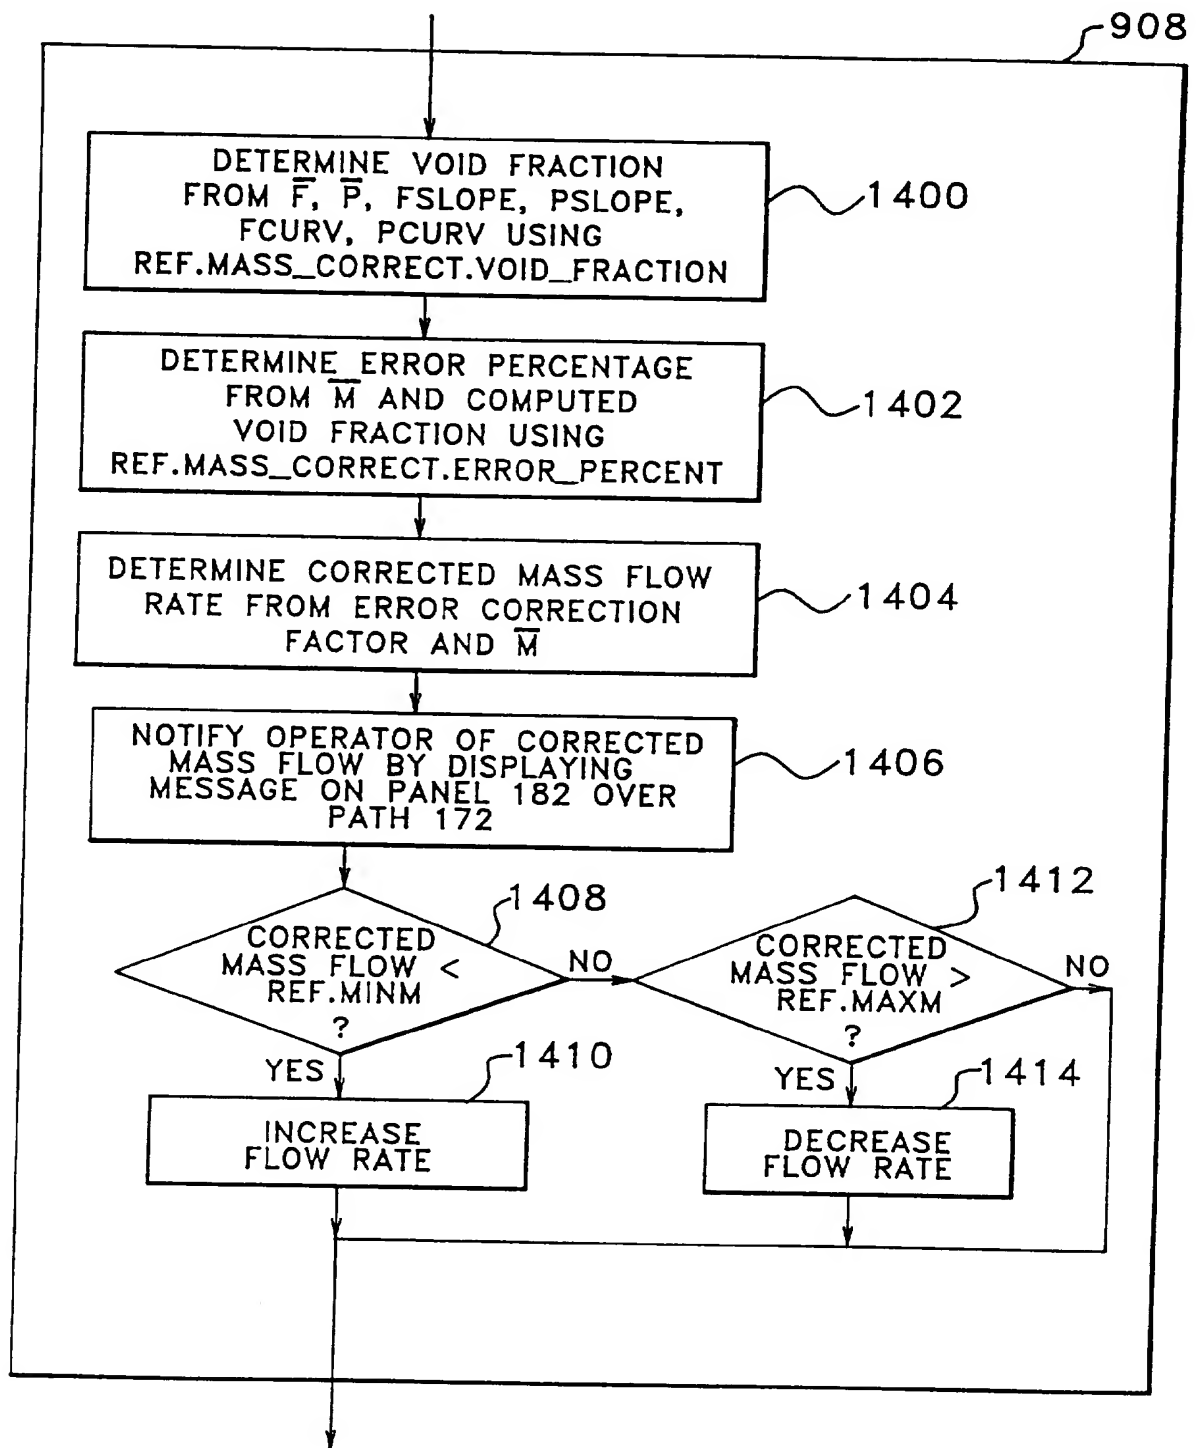 908
DETERMINE VOID FRACTION
FROM F̅, P̅, FSLOPE, PSLOPE,
FCURV, PCURV USING
REF.MASS_CORRECT.VOID_FRACTION
1400
DETERMINE ERROR PERCENTAGE
FROM M̅ AND COMPUTED
VOID FRACTION USING
REF.MASS_CORRECT.ERROR_PERCENT
1402
DETERMINE CORRECTED MASS FLOW
RATE FROM ERROR CORRECTION
FACTOR AND M̅
1404
NOTIFY OPERATOR OF CORRECTED
MASS FLOW BY DISPLAYING
MESSAGE ON PANEL 182 OVER
PATH 172
1406
1408
CORRECTED
MASS FLOW <
REF.MINM
?
NO
YES
1412
CORRECTED
MASS FLOW >
REF.MAXM
?
NO
YES
1410
INCREASE
FLOW RATE
1414
DECREASE
FLOW RATE